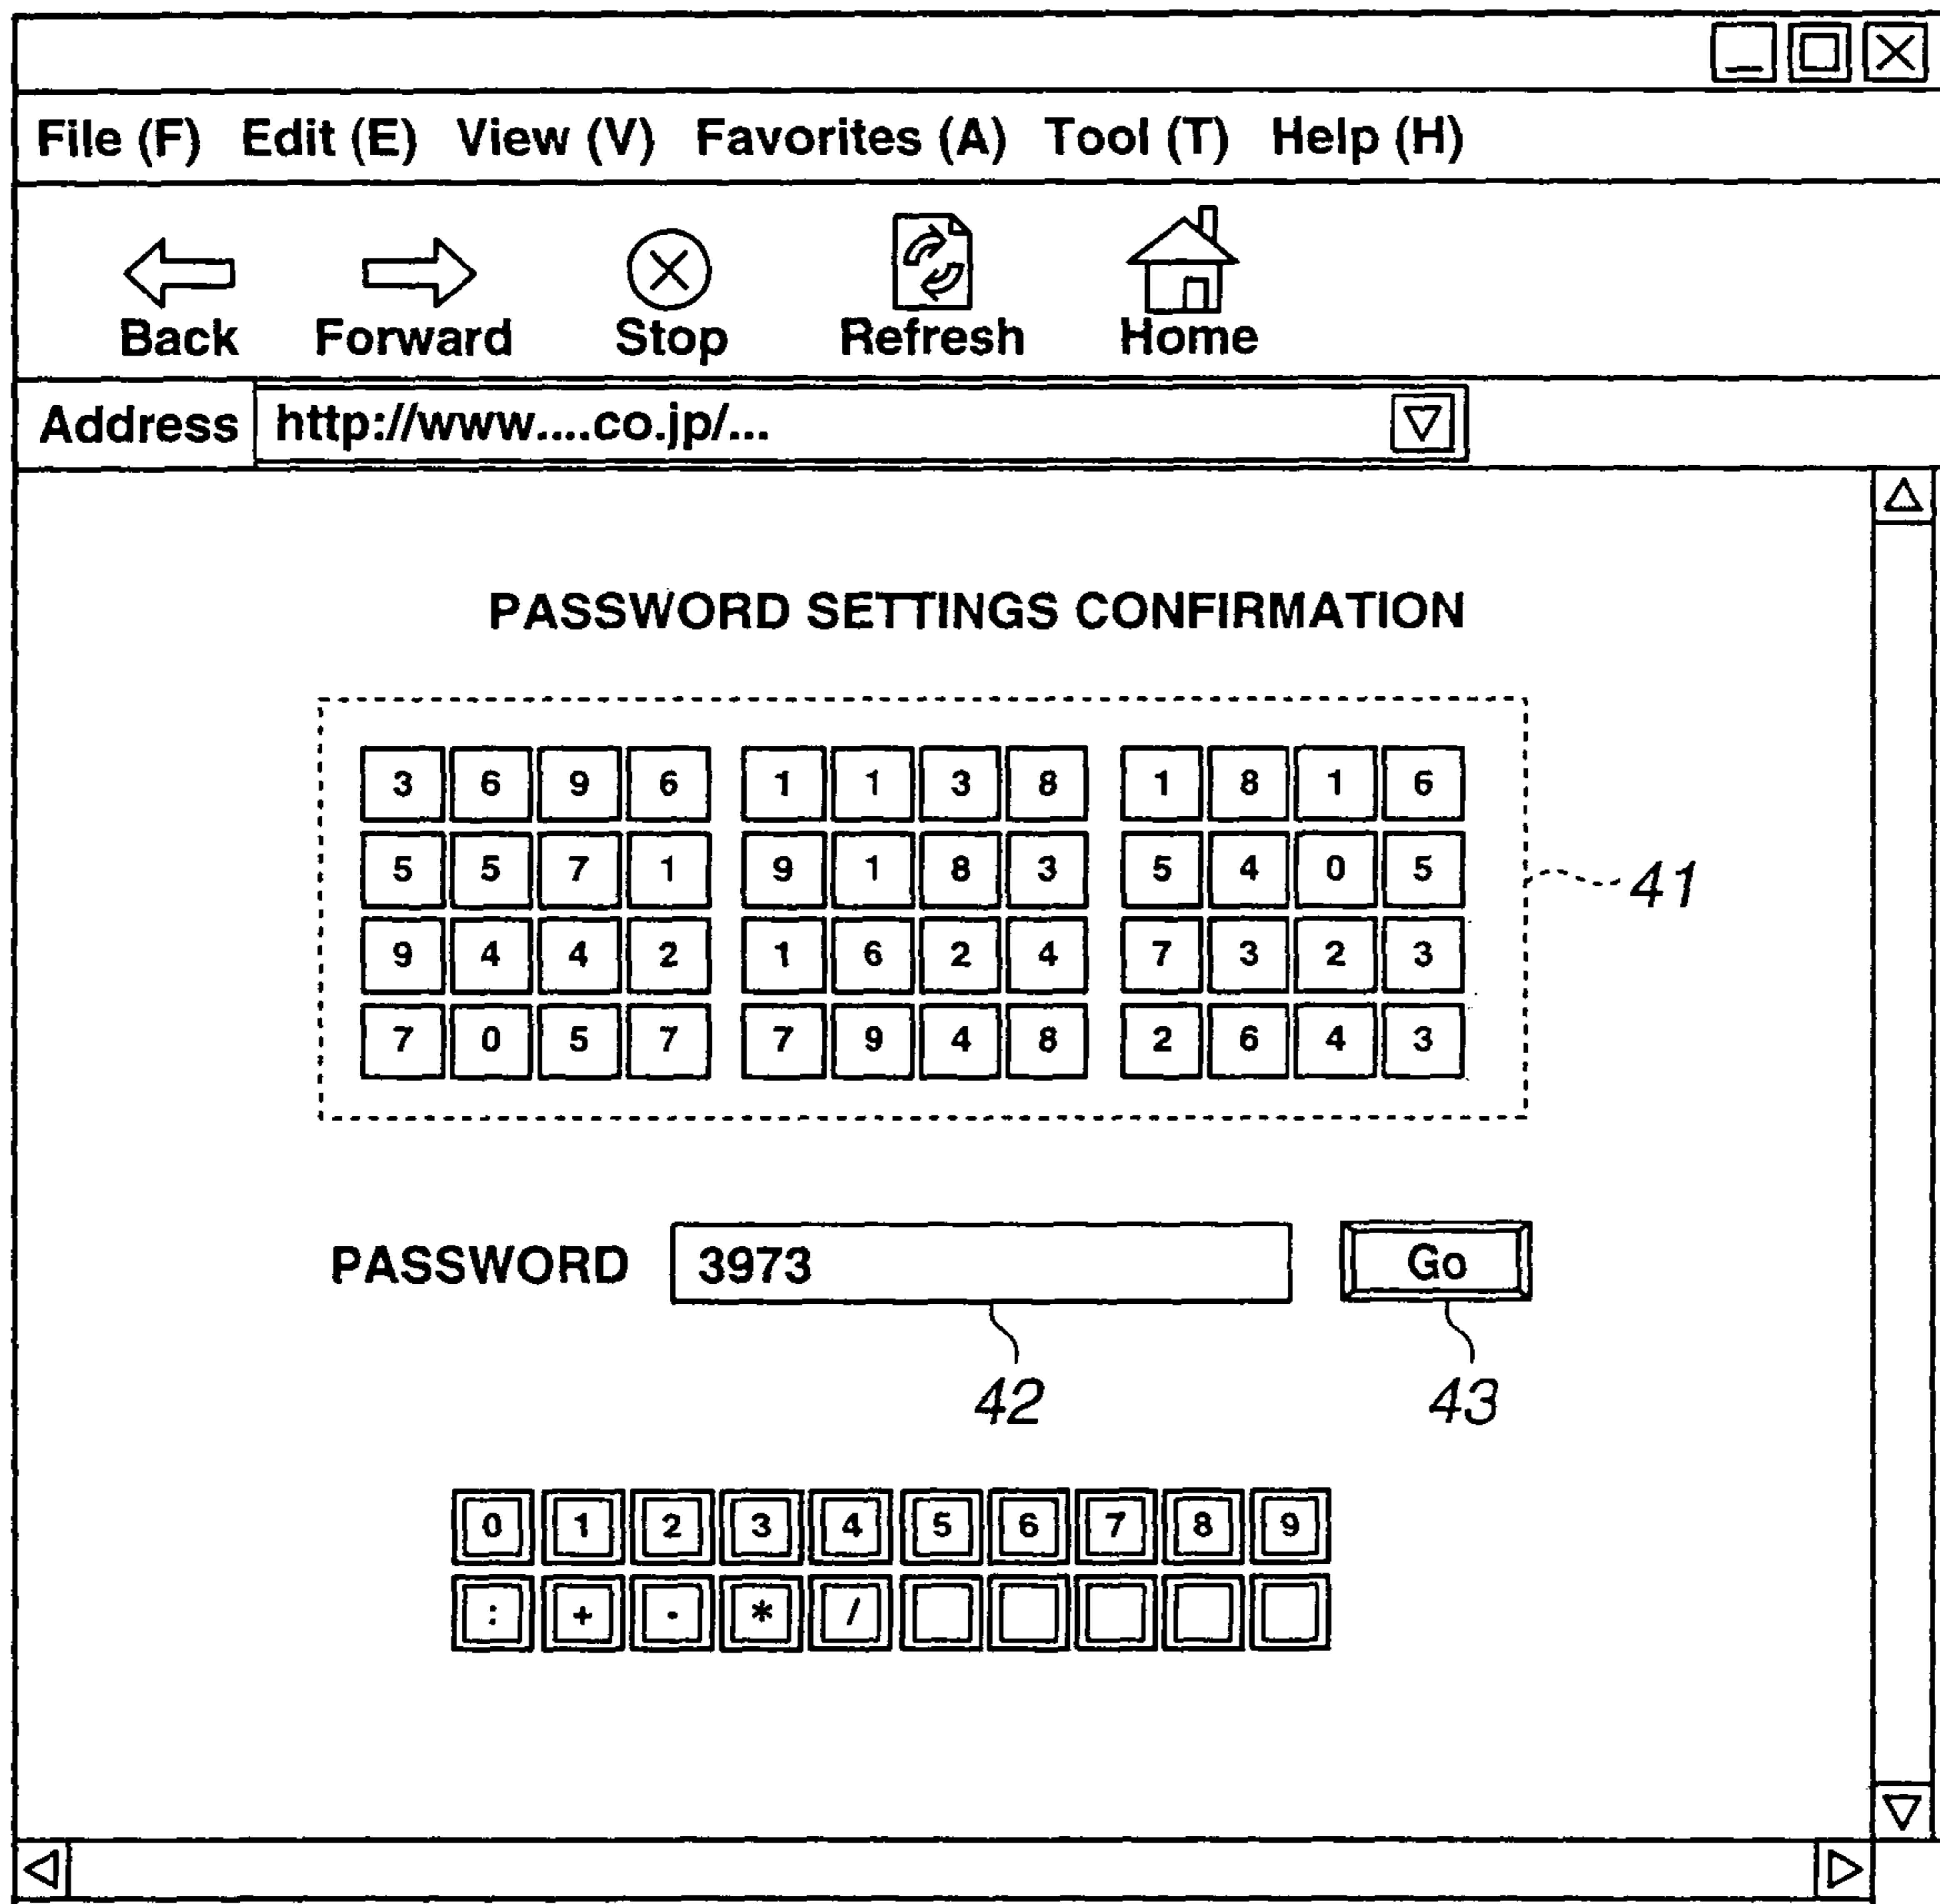 File (F) Edit (E) View (V) Favorites (A) Tool (T) Help (H)
Back Forward Stop Refresh Home
Address http://www....co.jp/...
PASSWORD SETTINGS CONFIRMATION
3 6 9 6 1 1 3 8 1 8 1 6
5 5 7 1 9 1 8 3 5 4 0 5
41
9 4 4 2 1 6 2 4 7 3 2 3
7 0 5 7 7 9 4 8 2 6 4 3
PASSWORD 3973 Go
42 43
0 1 2 3 4 5 6 7 8 9
: + - * /